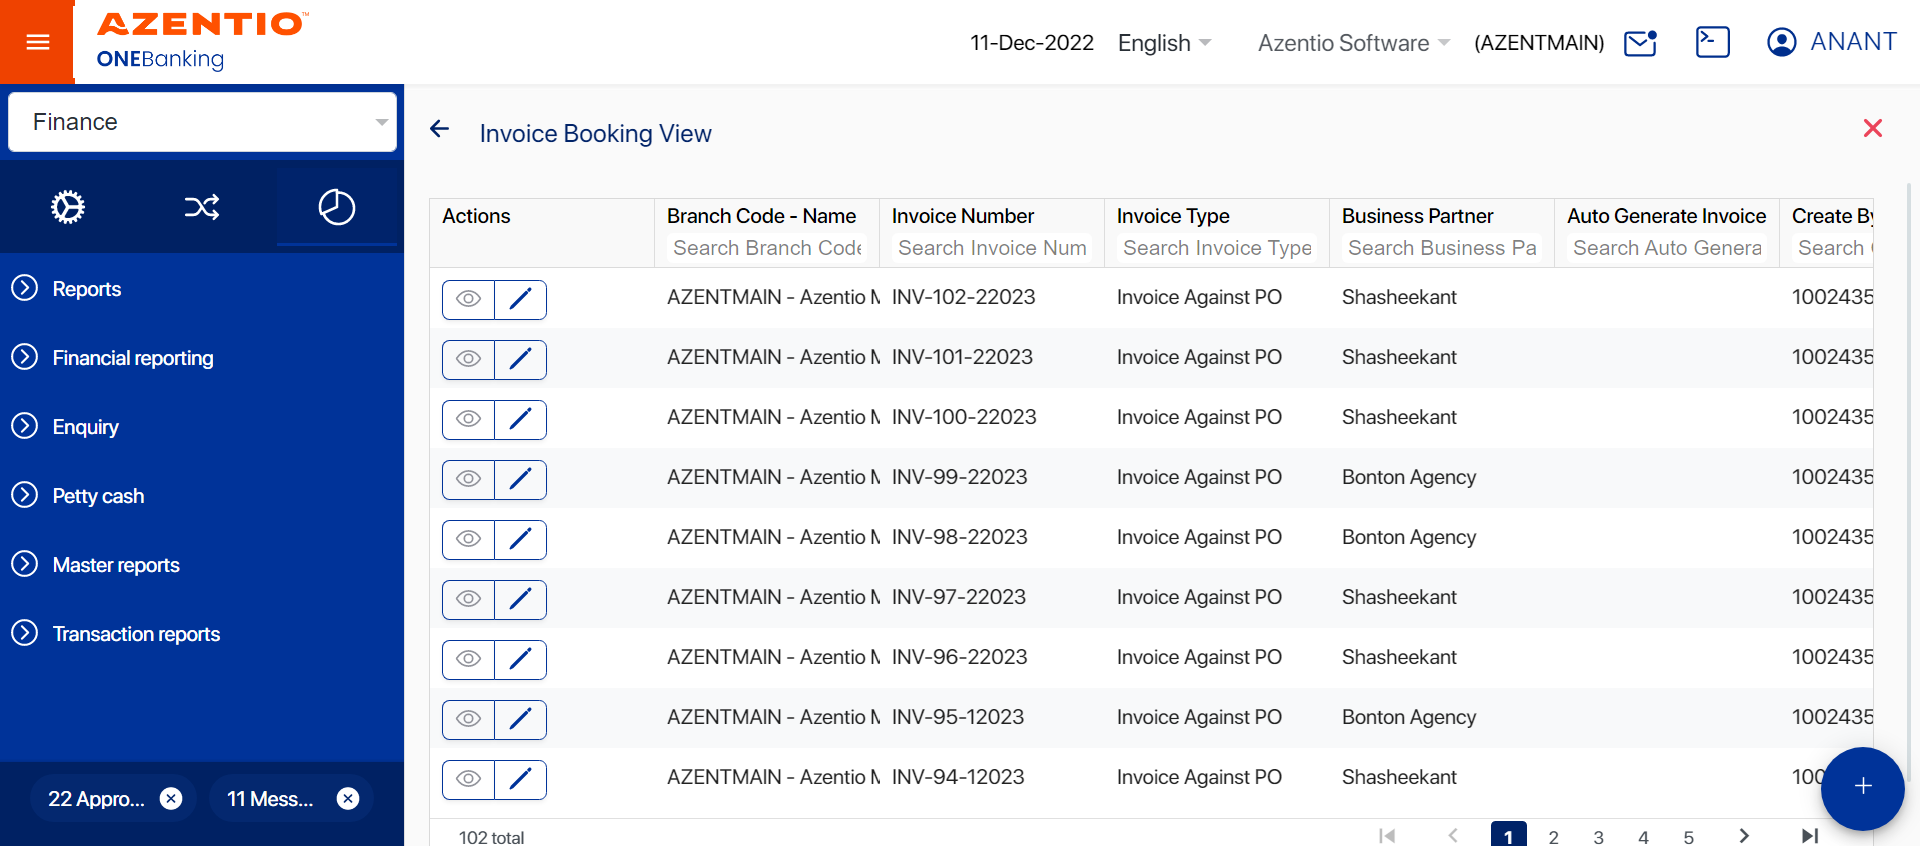 AZENTIO™
ONEBanking
11-Dec-2022 English Azentio Software (AZENTMAIN) ANANT
Finance
Reports
Financial reporting
Enquiry
Petty cash
Master reports
Transaction reports
22 Appro...
11 Mess...
Invoice Booking View
Actions Branch Code - Name Invoice Number Invoice Type Business Partner Auto Generate Invoice Create By
Search Branch Code Search Invoice Num Search Invoice Type Search Business Pa Search Auto Genera Search
AZENTMAIN - Azentio M INV-102-22023 Invoice Against PO Shasheekant 1002435
AZENTMAIN - Azentio M INV-101-22023 Invoice Against PO Shasheekant 1002435
AZENTMAIN - Azentio M INV-100-22023 Invoice Against PO Shasheekant 1002435
AZENTMAIN - Azentio M INV-99-22023 Invoice Against PO Bonton Agency 1002435
AZENTMAIN - Azentio M INV-98-22023 Invoice Against PO Bonton Agency 1002435
AZENTMAIN - Azentio M INV-97-22023 Invoice Against PO Shasheekant 1002435
AZENTMAIN - Azentio M INV-96-22023 Invoice Against PO Shasheekant 1002435
AZENTMAIN - Azentio M INV-95-12023 Invoice Against PO Bonton Agency 1002435
AZENTMAIN - Azentio M INV-94-12023 Invoice Against PO Shasheekant 100
102 total
1 2 3 4 5